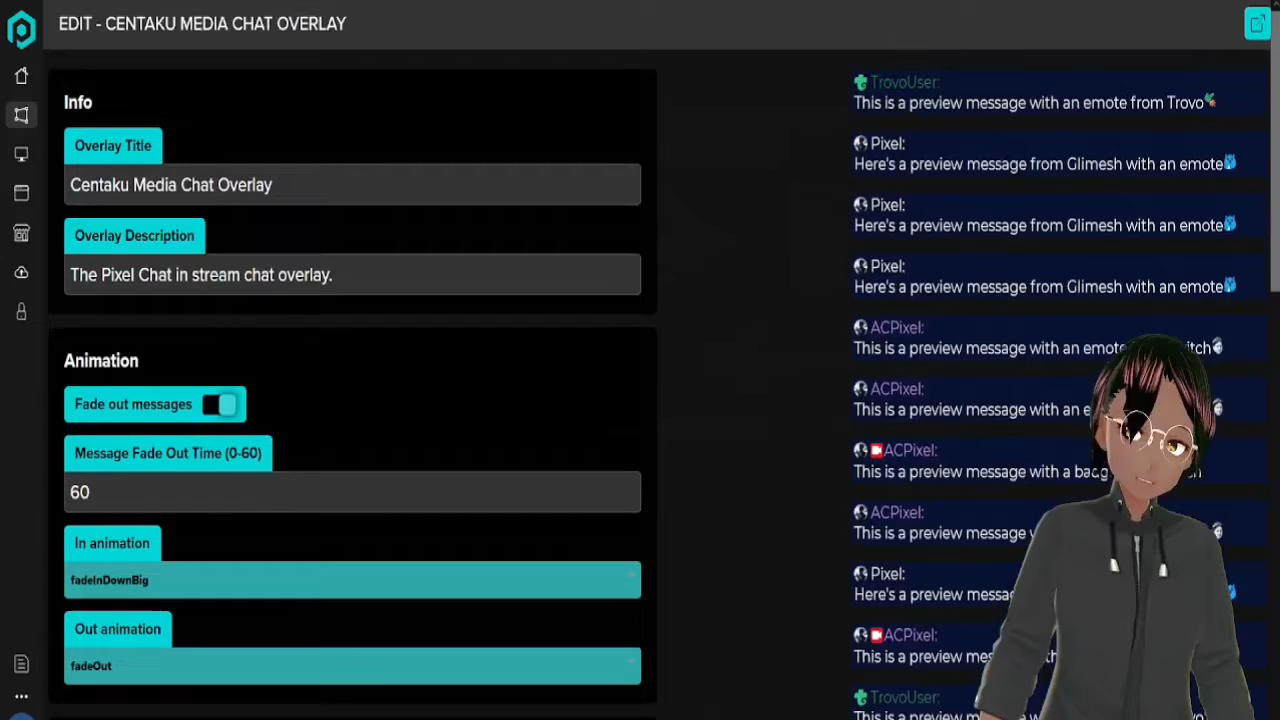 EDIT - CENTAKU MEDIA CHAT OVERLAY
Info
Overlay Title
Centaku Media Chat Overlay
Overlay Description
The Pixel Chat in stream chat overlay.
Animation
Fade out messages
Message Fade Out Time (0-60)
60
In animation
fadeInDownBig
Out animation
fadeOut
TrovoUser:
This is a preview message with an emote from Trovo
Pixel:
Here's a preview message from Glimesh with an emote
Pixel:
Here's a preview message from Glimesh with an emote
Pixel:
Here's a preview message from Glimesh with an emote
ACPixel:
This is a preview message with an emote
ACPixel:
This is a preview message with an
ACPixel:
This is a preview message with a
ACPixel:
This is a preview message
Pixel:
Here's a preview message
ACPixel:
This is a preview
TrovoUser:
This is a preview